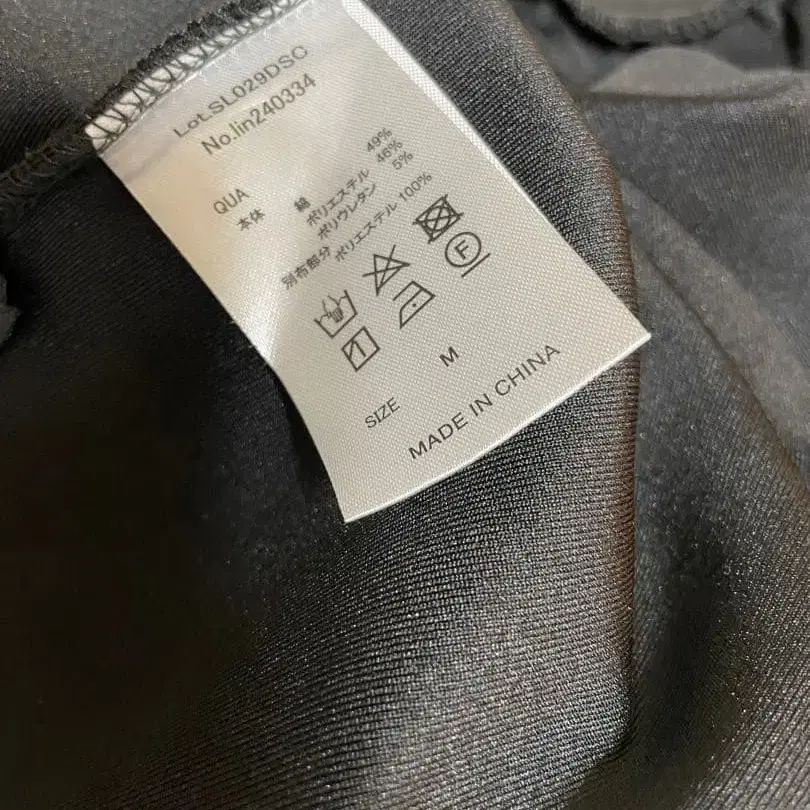 Lot.SL029DSC
No.lin240334
QUA
本体 綿 49%
ポリエステル 46%
ポリウレタン 5%
別布部分 ポリエステル 100%
F
SIZE M
MADE IN CHINA